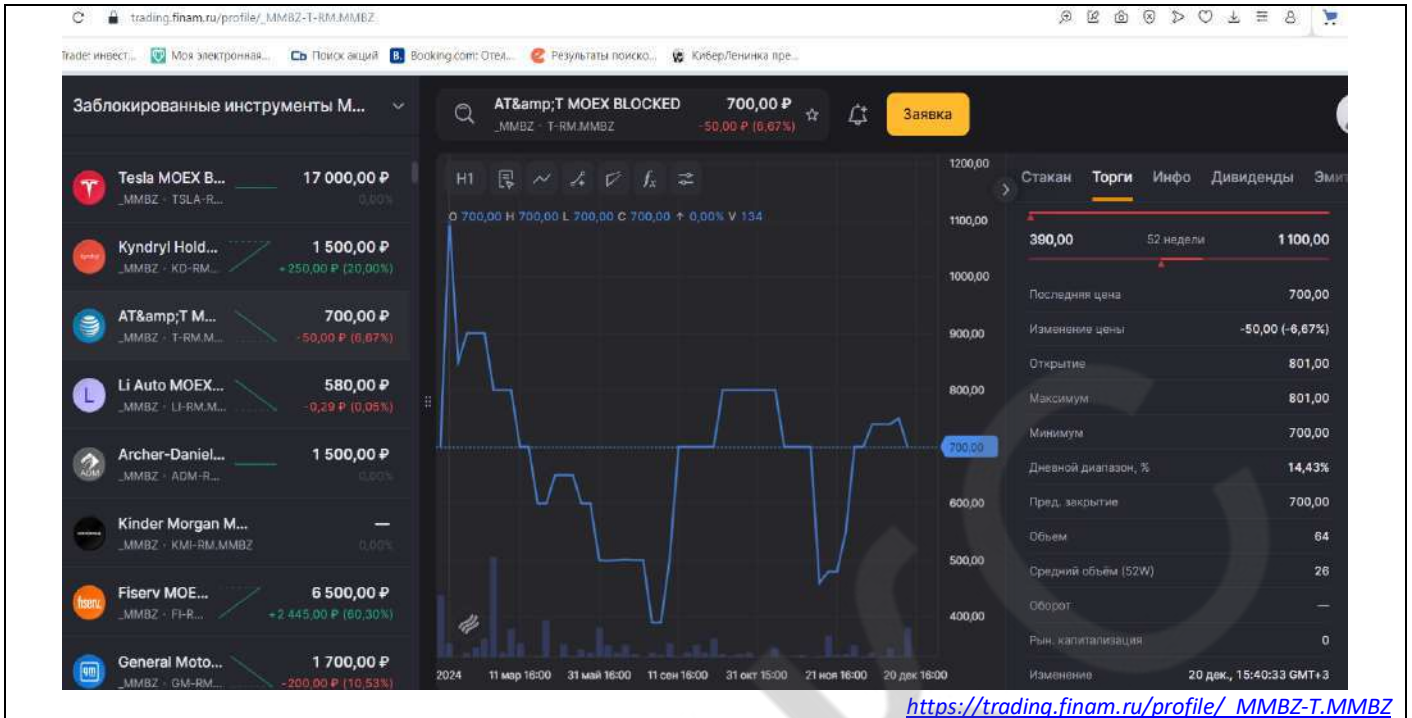 trading.finam.ru/profile/_MMBZ-T-RM.MMBZ
Trade: инвест... Моя электронная... Сь Поиск акций B. Booking.com: Отел... Результаты поиско... КиберЛенинка пре...
Заблокированные инструменты М...
AT&amp;T MOEX BLOCKED 700,00 ₽
_MMBZ · T-RM.MMBZ -50,00 ₽ (6,67%)
Заявка
Tesla MOEX B... 17 000,00 ₽
_MMBZ · TSLA-R... 0,00%
Kyndryl Hold... 1 500,00 ₽
_MMBZ · KD-RM... +250,00 ₽ (20,00%)
AT&amp;T M... 700,00 ₽
_MMBZ · T-RM.M... -50,00 ₽ (6,67%)
Li Auto MOEX... 580,00 ₽
_MMBZ · LI-RM.M... -0,29 ₽ (0,05%)
Archer-Daniel... 1 500,00 ₽
_MMBZ · ADM-R... 0,00%
Kinder Morgan M... —
_MMBZ · KMI-RM.MMBZ 0,00%
Fiserv MOE... 6 500,00 ₽
_MMBZ · FI-R... +2 445,00 ₽ (60,30%)
General Moto... 1 700,00 ₽
_MMBZ · GM-RM... -200,00 ₽ (10,53%)
H1 fx
O 700,00 H 700,00 L 700,00 C 700,00 ↑ 0,00% V 134
1200,00
1100,00
1000,00
900,00
800,00
700,00
600,00
500,00
400,00
2024 11 мар 16:00 31 май 16:00 11 сен 16:00 31 окт 15:00 21 ноя 16:00 20 дек 16:00
Стакан Торги Инфо Дивиденды Эмит
390,00 52 недели 1 100,00
Последняя цена 700,00
Изменение цены -50,00 (-6,67%)
Открытие 801,00
Максимум 801,00
Минимум 700,00
Дневной диапазон, % 14,43%
Пред. закрытие 700,00
Объем 64
Средний объём (52W) 26
Оборот —
Рын. капитализация 0
Изменение 20 дек., 15:40:33 GMT+3
https://trading.finam.ru/profile/_MMBZ-T.MMBZ